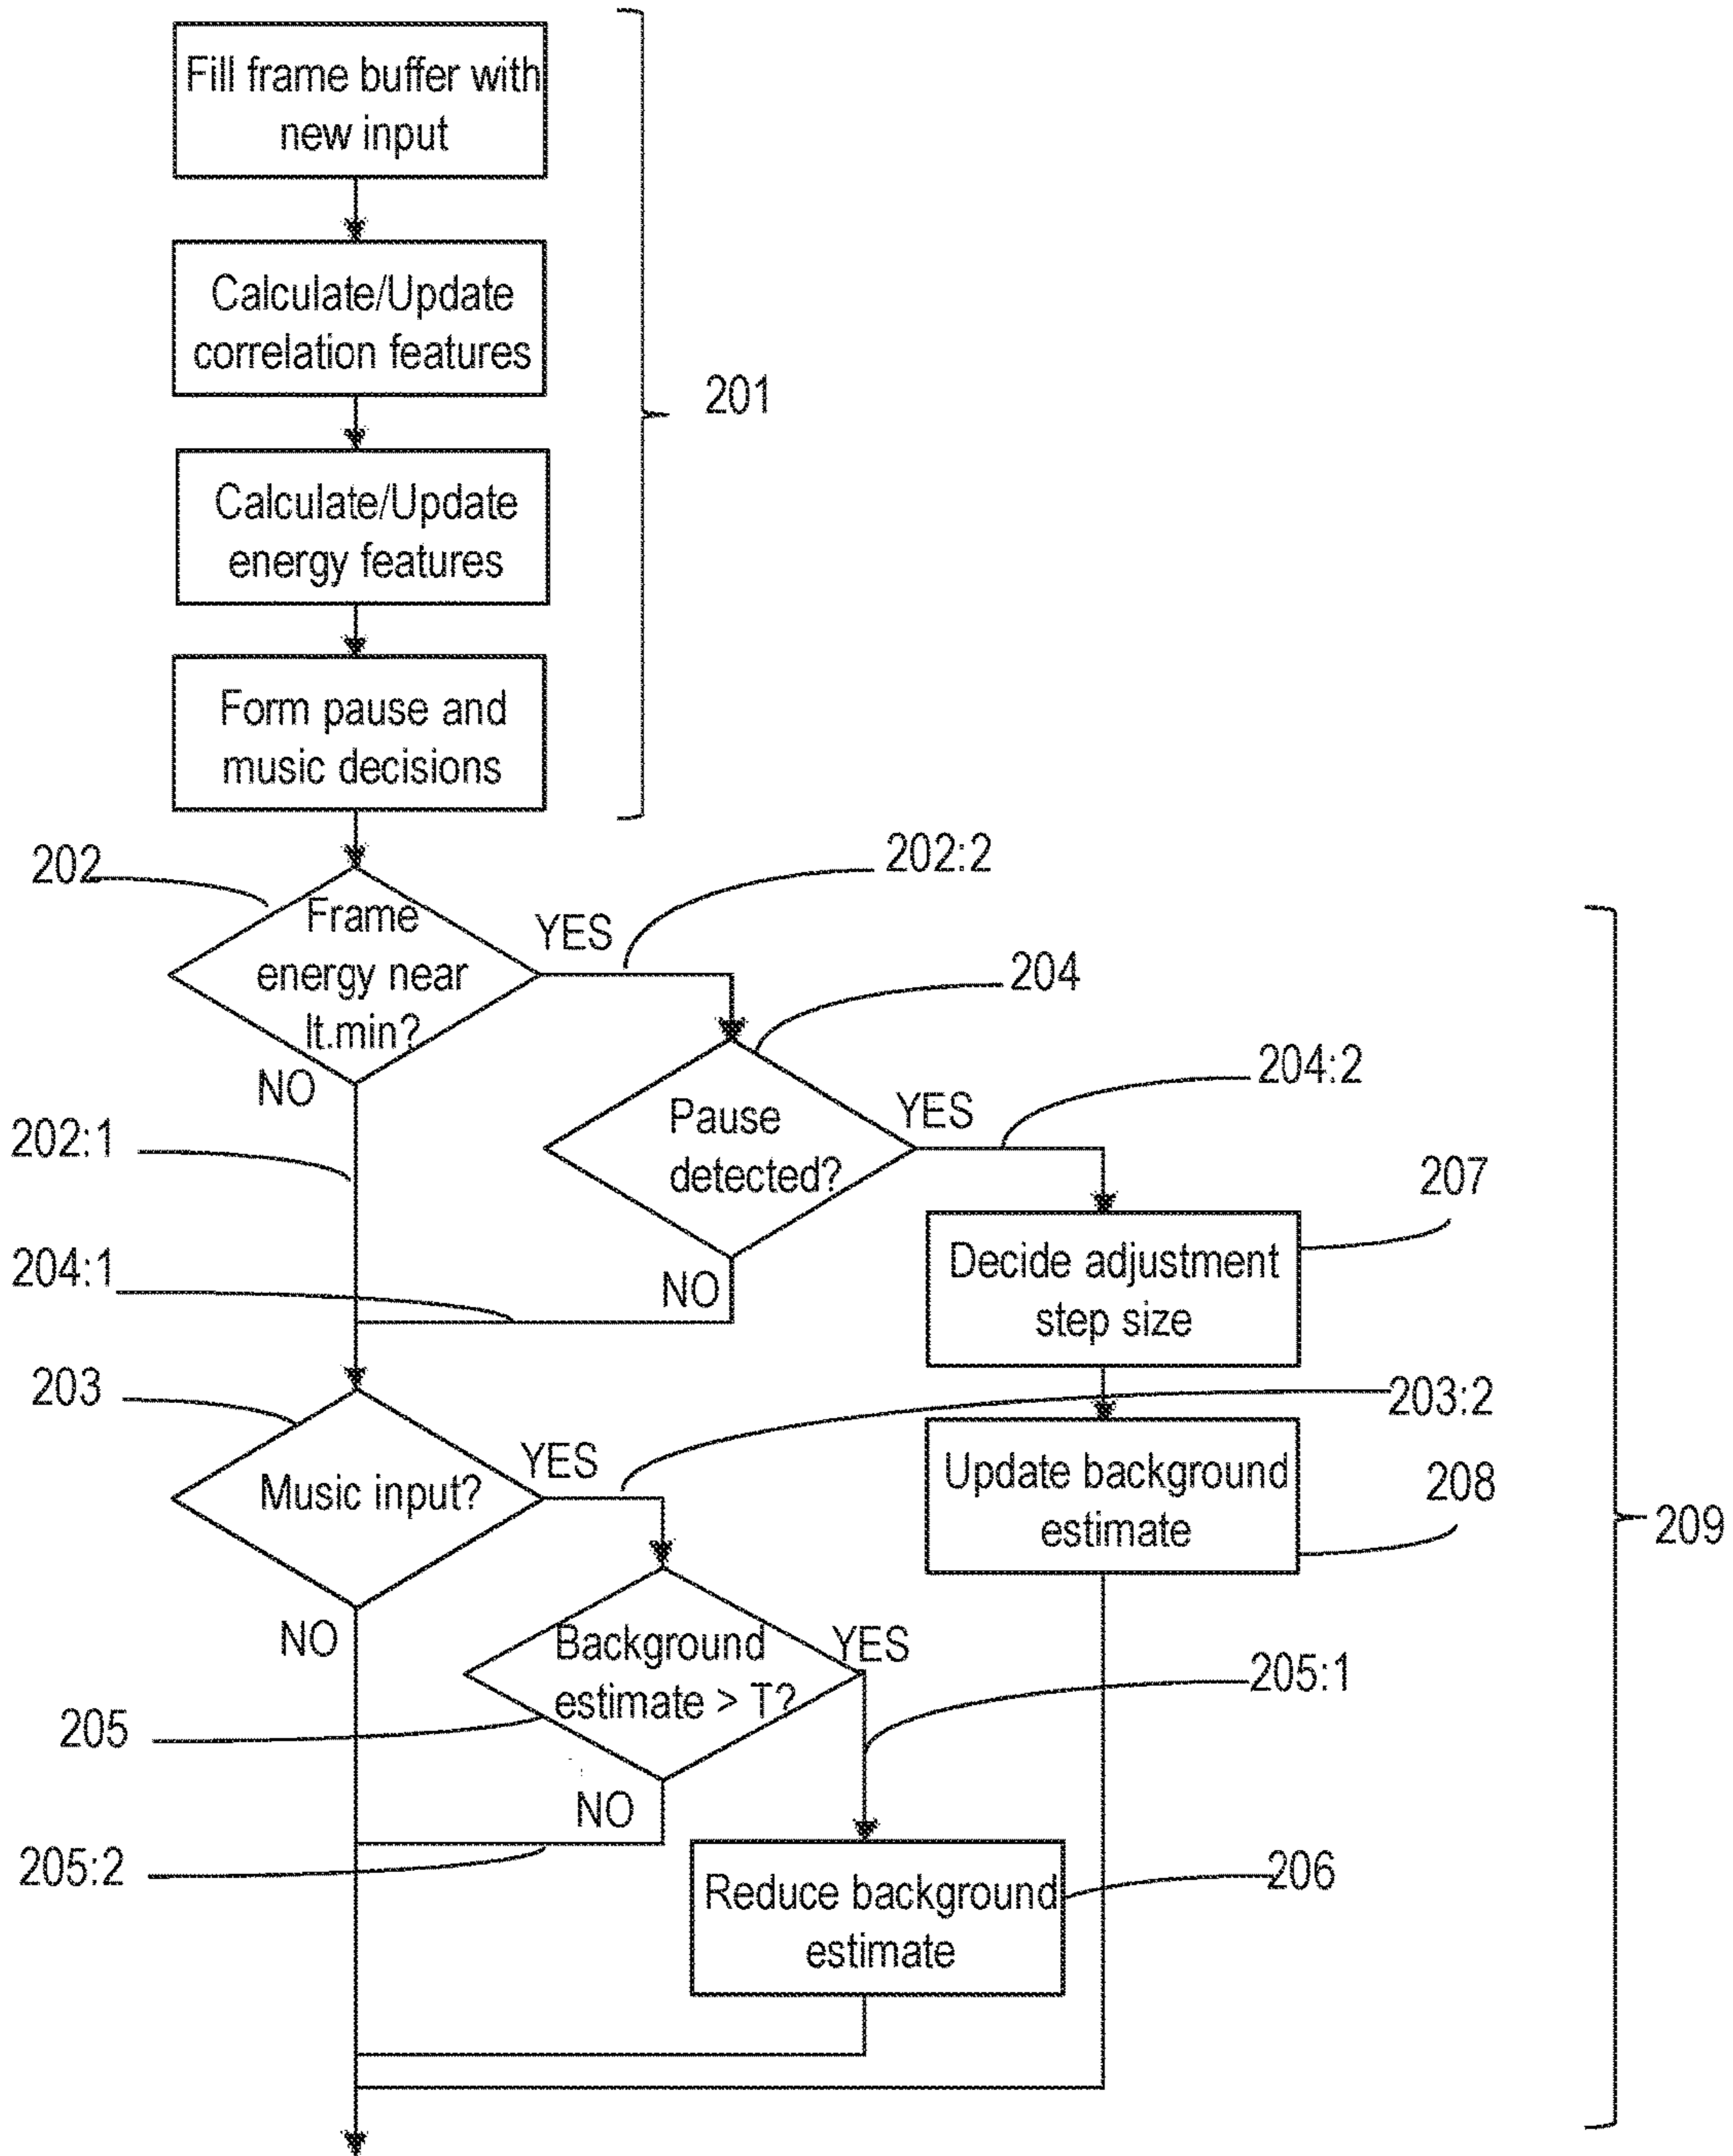 Fill frame buffer with
new input
Calculate/Update
correlation features
201
Calculate/Update
energy features
Form pause and
music decisions
202
202:2
Frame
energy near
lt.min?
YES
NO
204
204:2
Pause
detected?
YES
NO
202:1
207
204:1
Decide adjustment
step size
203
203:2
Music input?
YES
NO
Update background
estimate
208
209
Background
estimate > T?
YES
NO
205:1
205
205:2
Reduce background
estimate
206